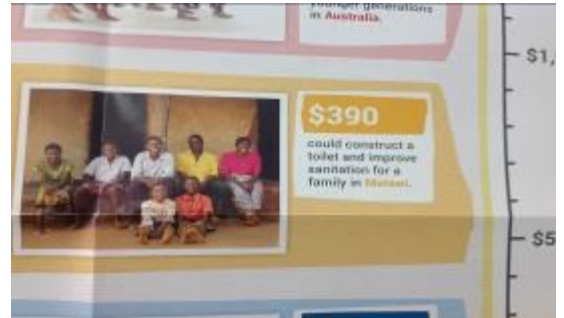 younger generations
in Australia.
$1,
$390
could construct a
toilet and improve
sanitation for a
family in Malawi.
$5